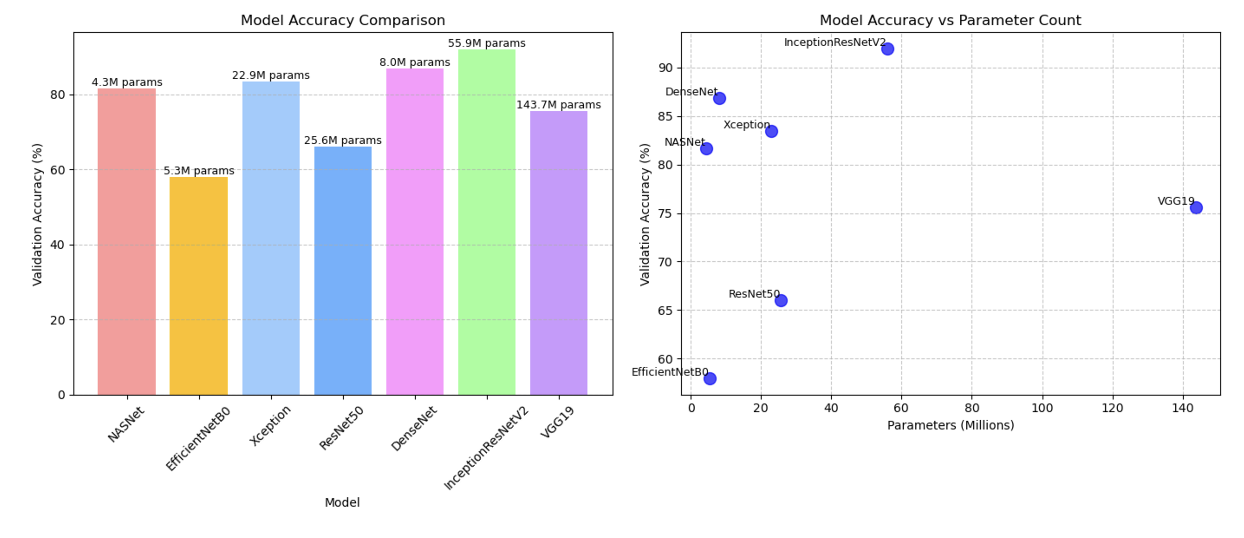 Model Accuracy Comparison
Validation Accuracy (%)
80
60
40
20
0
4.3M params
5.3M params
22.9M params
25.6M params
8.0M params
55.9M params
143.7M params
NASNet
EfficientNetB0
Xception
ResNet50
DenseNet
InceptionResNetV2
VGG19
Model
Model Accuracy vs Parameter Count
Validation Accuracy (%)
90
85
80
75
70
65
60
InceptionResNetV2
DenseNet
Xception
NASNet
VGG19
ResNet50
EfficientNetB0
0 20 40 60 80 100 120 140
Parameters (Millions)